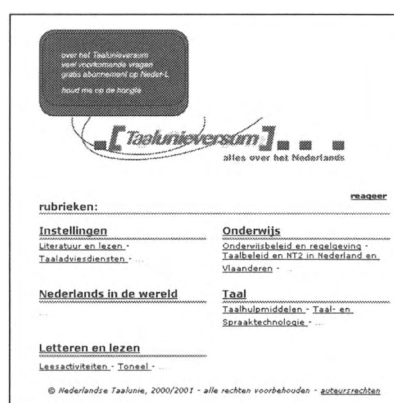 over het Taalunieversum
veel voorkomende vragen
gratis abonnement op Neder-L
houd me op de hoogte
[Taalunieversum]
alles over het Nederlands
reageer
rubrieken:
Instellingen
Literatuur en lezen -
Taaladviesdiensten - ...
Onderwijs
Onderwijsbeleid en regelgeving -
Taalbeleid en NT2 in Nederland en
Vlaanderen - ...
Nederlands in de wereld
...
Taal
Taalhulpmiddelen - Taal- en
Spraaktechnologie - ...
Letteren en lezen
Leesactiviteiten - Toneel - ...
© Nederlandse Taalunie, 2000/2001 - alle rechten voorbehouden - auteursrechten